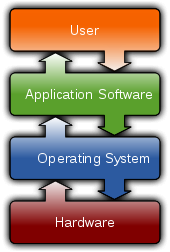 User
Application Software
Operating System
Hardware